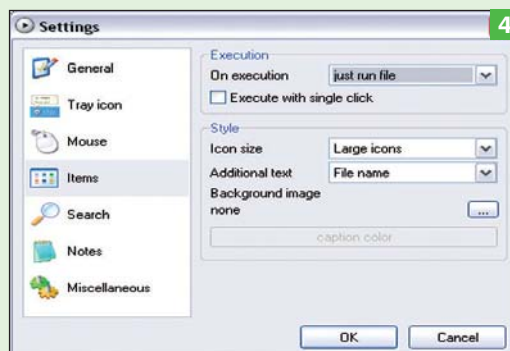 Settings
4
General
Tray icon
Mouse
Items
Search
Notes
Miscellaneous
Execution
On execution
just run file
Execute with single click
Style
Icon size
Large icons
Additional text
File name
Background image
none
...
caption color
OK
Cancel